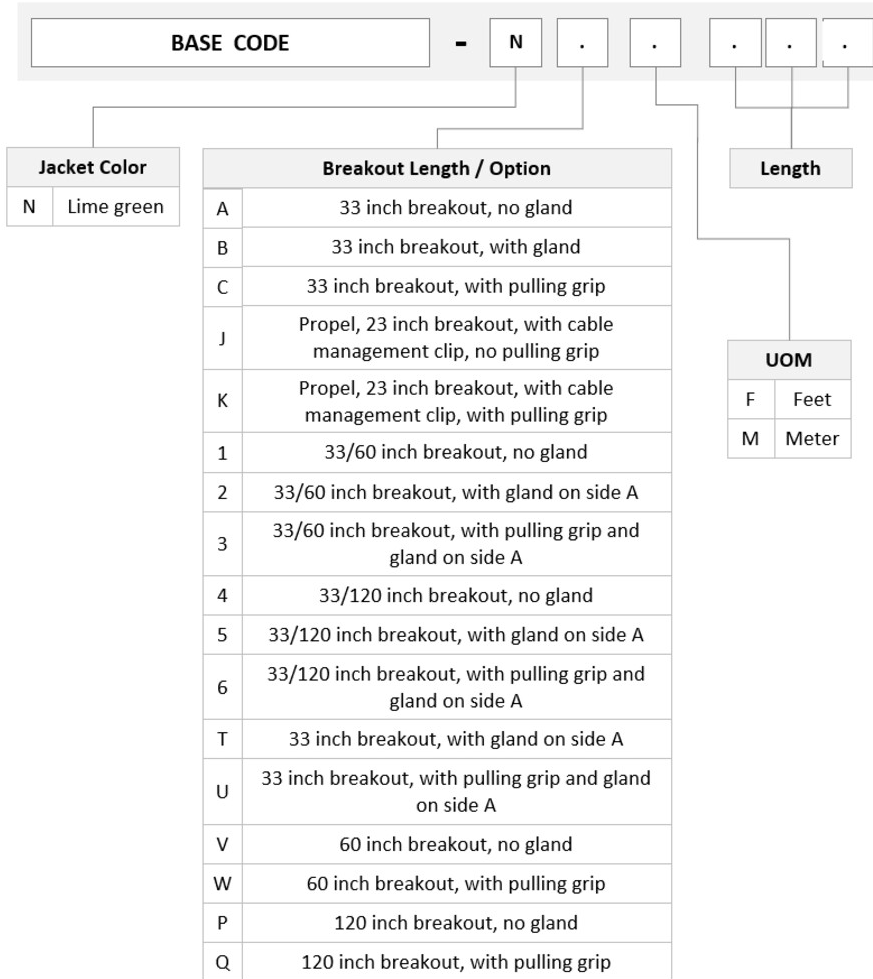 BASE CODE - N . . . . .
Jacket Color
N Lime green
Breakout Length / Option
A 33 inch breakout, no gland
B 33 inch breakout, with gland
C 33 inch breakout, with pulling grip
J Propel, 23 inch breakout, with cable
management clip, no pulling grip
K Propel, 23 inch breakout, with cable
management clip, with pulling grip
1 33/60 inch breakout, no gland
2 33/60 inch breakout, with gland on side A
3 33/60 inch breakout, with pulling grip and
gland on side A
4 33/120 inch breakout, no gland
5 33/120 inch breakout, with gland on side A
6 33/120 inch breakout, with pulling grip and
gland on side A
T 33 inch breakout, with gland on side A
U 33 inch breakout, with pulling grip and gland
on side A
V 60 inch breakout, no gland
W 60 inch breakout, with pulling grip
P 120 inch breakout, no gland
Q 120 inch breakout, with pulling grip
Length
UOM
F Feet
M Meter